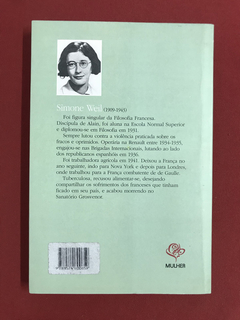 Simone Weil (1909-1943)
Foi figura singular da Filosofia Francesa.
Discípula de Alain, foi aluna na Escola Normal Superior
e diplomou-se em Filosofia em 1931.
Sempre lutou contra a violência praticada sobre os
fracos e oprimidos. Operária na Renault entre 1934-1935,
engajou-se nas Brigadas Internacionais, lutando ao lado
dos republicanos espanhóis em 1936.
Foi trabalhadora agrícola em 1941. Deixou a França no
ano seguinte, indo para Nova York e depois para Londres,
onde trabalhou para a França combatente de de Gaulle.
Tuberculosa, recusou alimentar-se, desejando
compartilhar os sofrimentos dos franceses que tinham
ficado em seu país, e acabou morrendo no
Sanatório Grosvenor.
MULHER